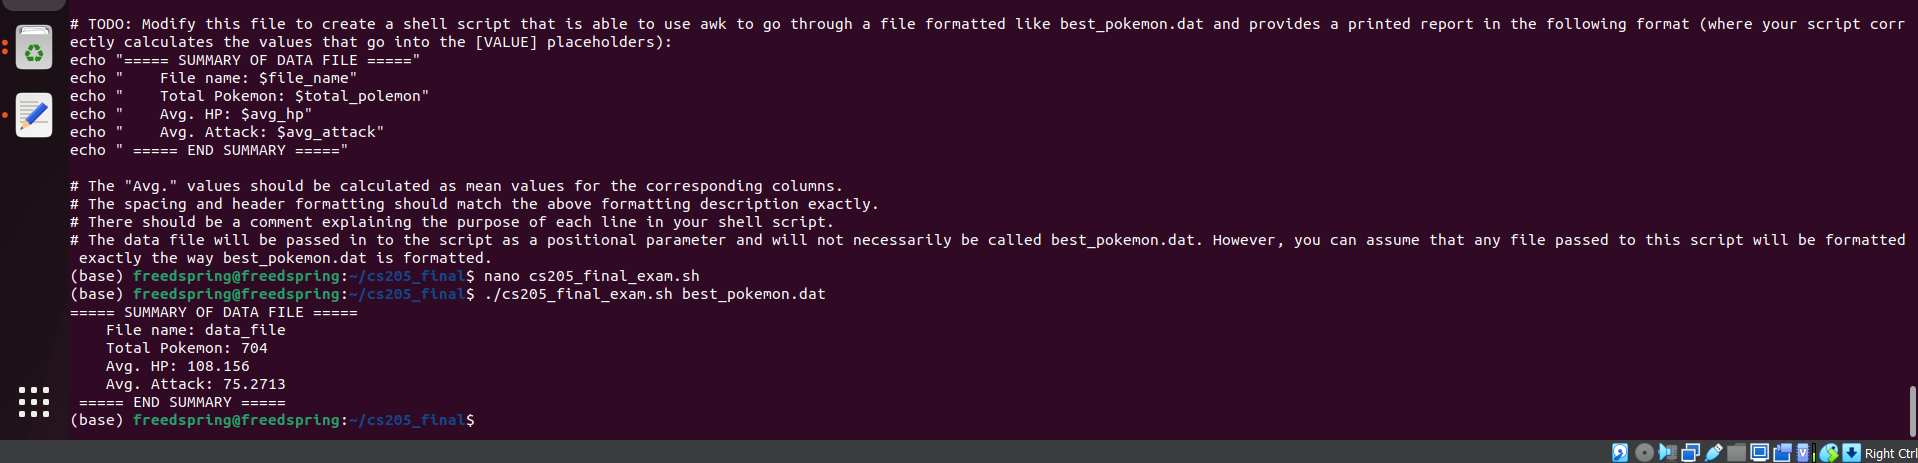 # TODO: Modify this file to create a shell script that is able to use awk to go through a file formatted like best_pokemon.dat and provides a printed report in the following format (where your script corr
ectly calculates the values that go into the [VALUE] placeholders):
echo "===== SUMMARY OF DATA FILE ====="
echo "    File name: $file_name"
echo "    Total Pokemon: $total_polemon"
echo "    Avg. HP: $avg_hp"
echo "    Avg. Attack: $avg_attack"
echo " ===== END SUMMARY ====="
# The "Avg." values should be calculated as mean values for the corresponding columns.
# The spacing and header formatting should match the above formatting description exactly.
# There should be a comment explaining the purpose of each line in your shell script.
# The data file will be passed in to the script as a positional parameter and will not necessarily be called best_pokemon.dat. However, you can assume that any file passed to this script will be formatted
 exactly the way best_pokemon.dat is formatted.
(base) freedspring@freedspring:~/cs205_final$ nano cs205_final_exam.sh
(base) freedspring@freedspring:~/cs205_final$ ./cs205_final_exam.sh best_pokemon.dat
===== SUMMARY OF DATA FILE =====
    File name: data_file
    Total Pokemon: 704
    Avg. HP: 108.156
    Avg. Attack: 75.2713
 ===== END SUMMARY =====
(base) freedspring@freedspring:~/cs205_final$
Right Ctrl